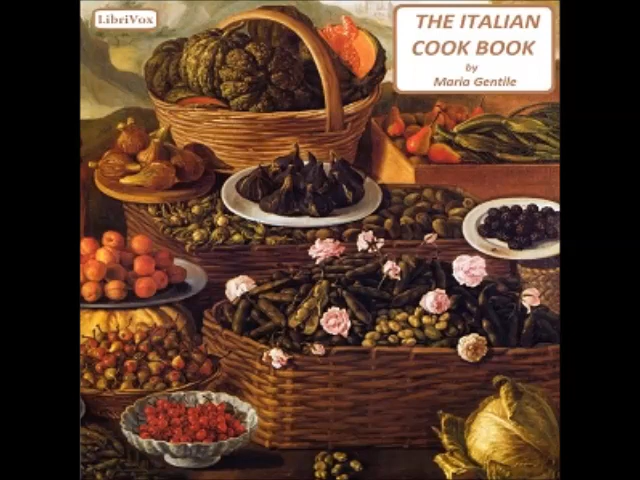 LibriVox
THE ITALIAN
COOK BOOK
by
Maria Gentile